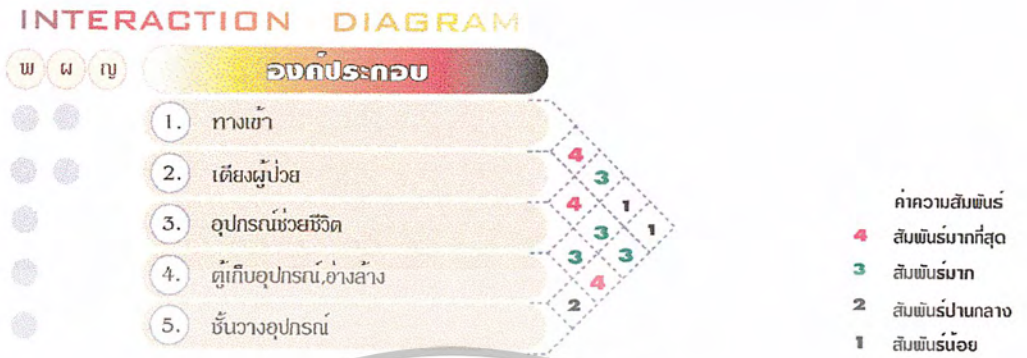 INTERACTION DIAGRAM
พ ผ ญ องค์ประกอบ
1. ทางเข้า
2. เตียงผู้ป่วย
3. อุปกรณ์ช่วยชีวิต
4. ตู้เก็บอุปกรณ์,อ่างล้าง
5. ชั้นวางอุปกรณ์
4
3
4 1
3 1
3 3
4
2
ค่าความสัมพันธ์
4 สัมพันธ์มากที่สุด
3 สัมพันธ์มาก
2 สัมพันธ์ปานกลาง
1 สัมพันธ์น้อย